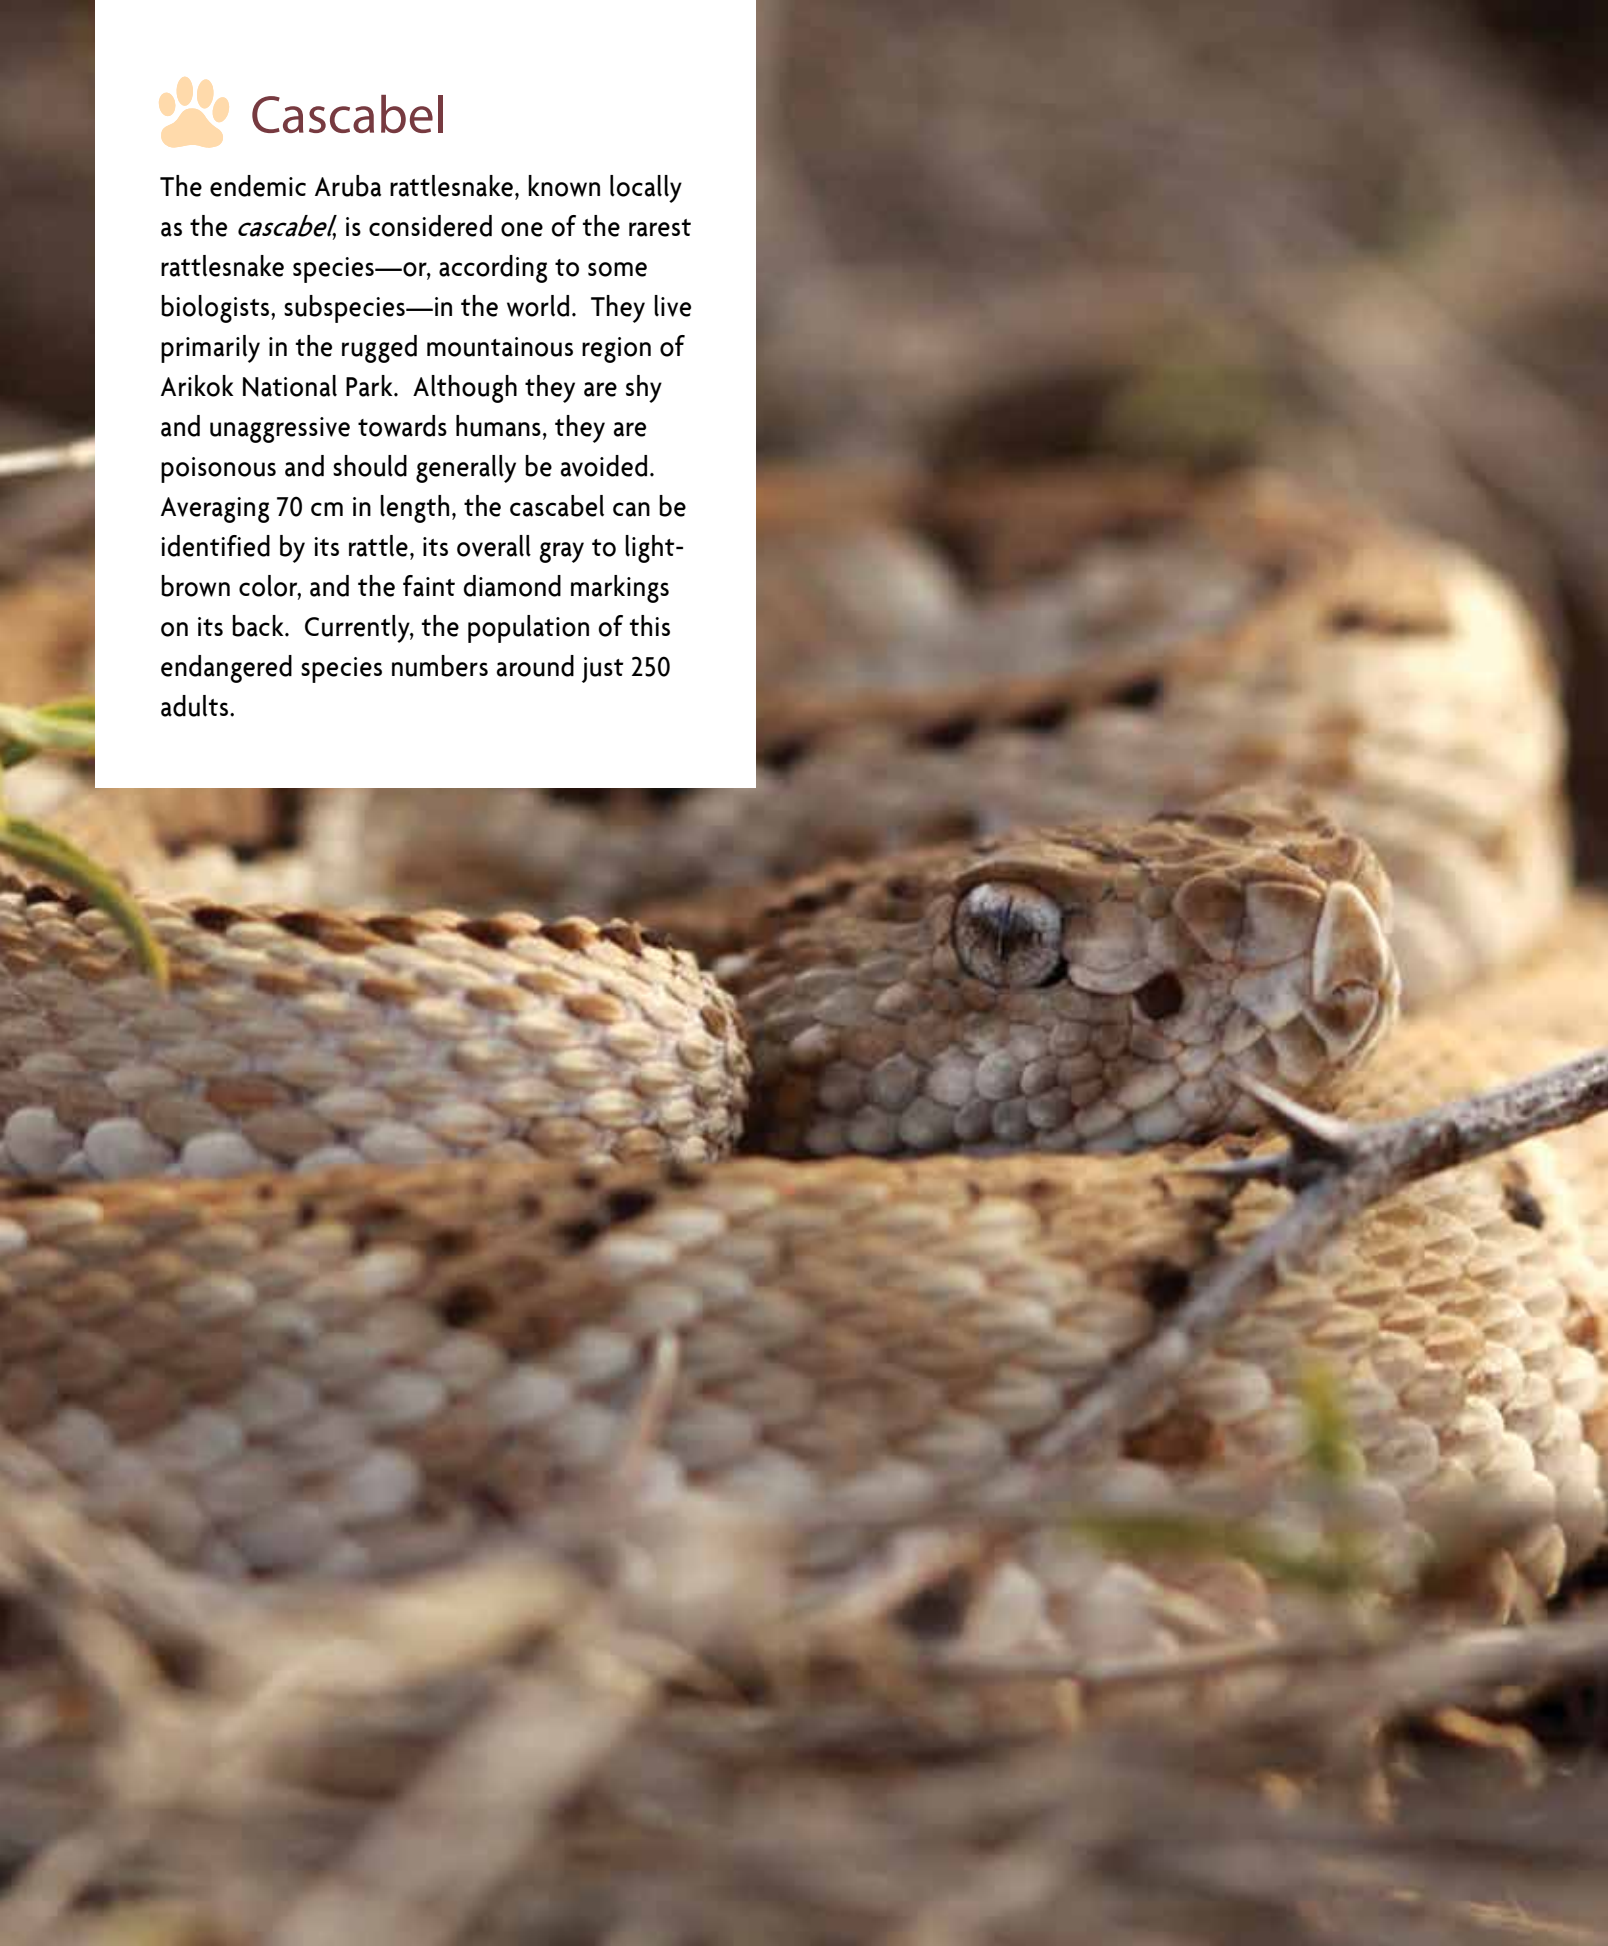 Cascabel
The endemic Aruba rattlesnake, known locally
as the cascabel, is considered one of the rarest
rattlesnake species—or, according to some
biologists, subspecies—in the world.  They live
primarily in the rugged mountainous region of
Arikok National Park.  Although they are shy
and unaggressive towards humans, they are
poisonous and should generally be avoided.
Averaging 70 cm in length, the cascabel can be
identified by its rattle, its overall gray to light-
brown color, and the faint diamond markings
on its back.  Currently, the population of this
endangered species numbers around just 250
adults.